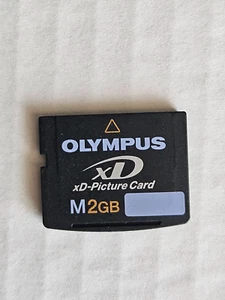 OLYMPUS
xD
xD-Picture Card
M2GB